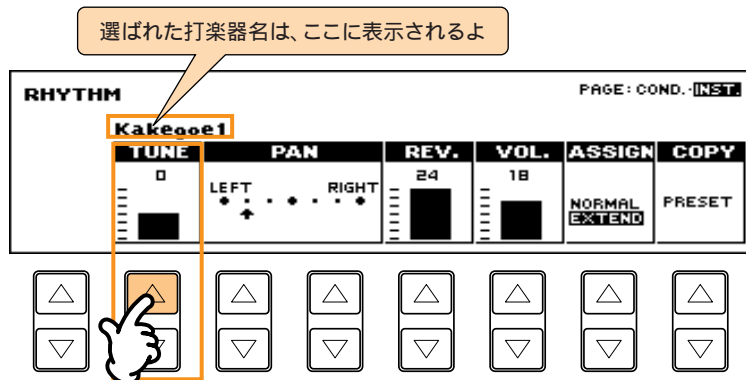 選ばれた打楽器名は、ここに表示されるよ
RHYTHM
PAGE: COND.·INST.
Kakegoe1
TUNE PAN REV. VOL. ASSIGN COPY
0 24 18
LEFT RIGHT
NORMAL PRESET
EXTEND